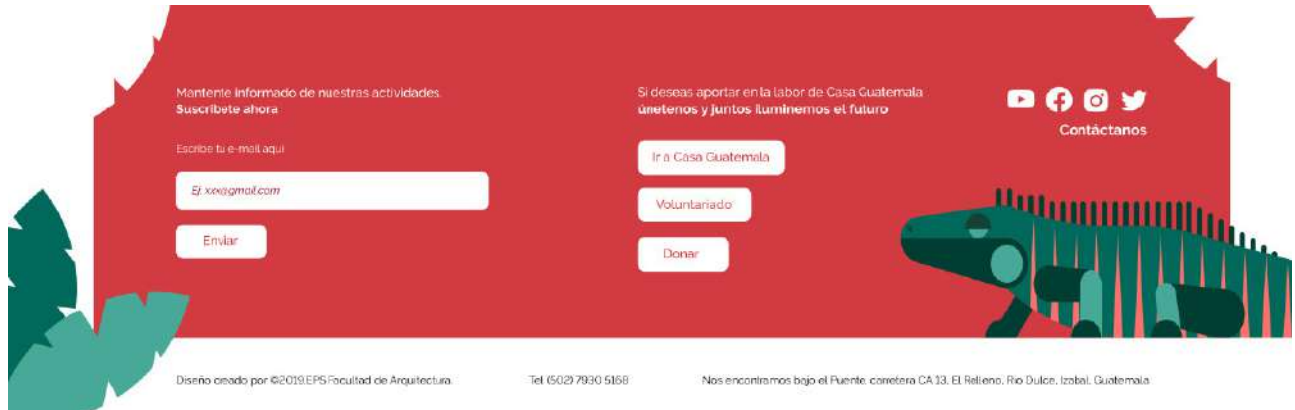 Mantente informado de nuestras actividades.
Suscríbete ahora
Escribe tu e-mail aquí
Ej. xxx@gmail.com
Enviar
Si deseas aportar en la labor de Casa Guatemala
únetenos y juntos iluminemos el futuro
Ir a Casa Guatemala
Voluntariado
Donar
Contáctanos
Diseño creado por ©2019.EPS Facultad de Arquitectura.
Tel (502) 7930 5168
Nos encontramos bajo el Puente, carretera CA 13, El Relleno, Rio Dulce, Izabal, Guatemala